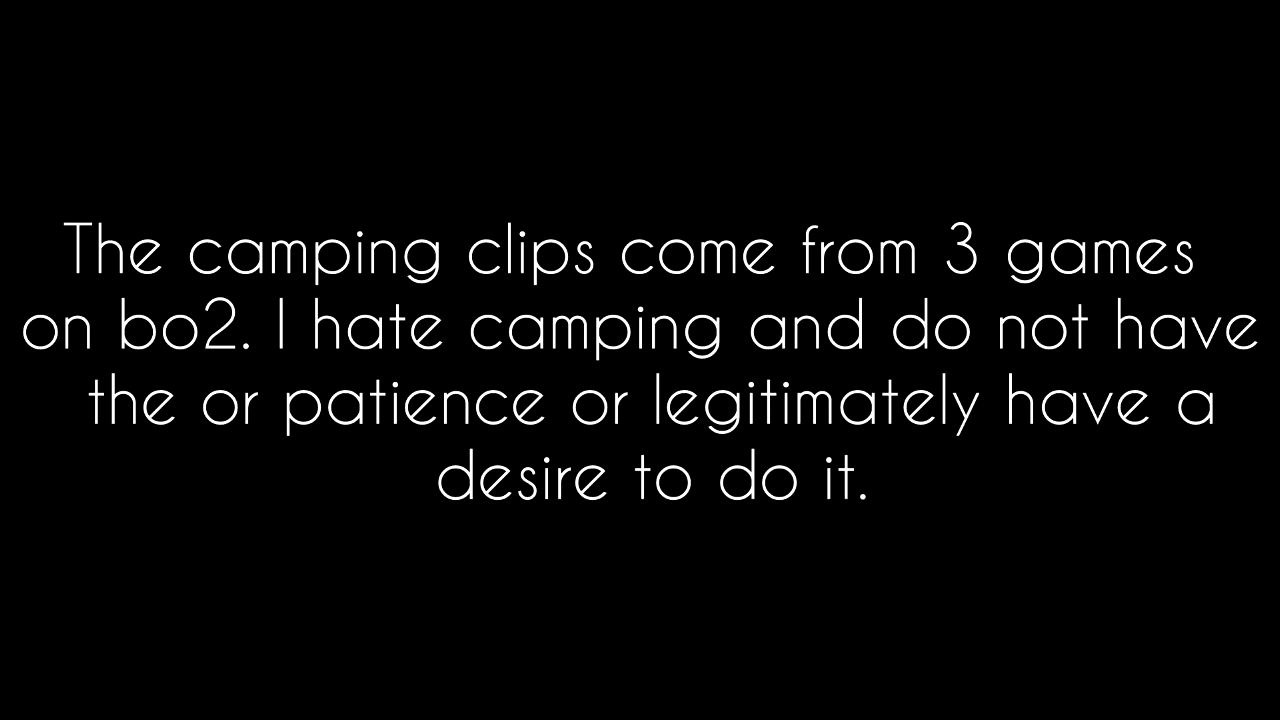 The camping clips come from 3 games
on bo2. I hate camping and do not have
the or patience or legitimately have a
desire to do it.